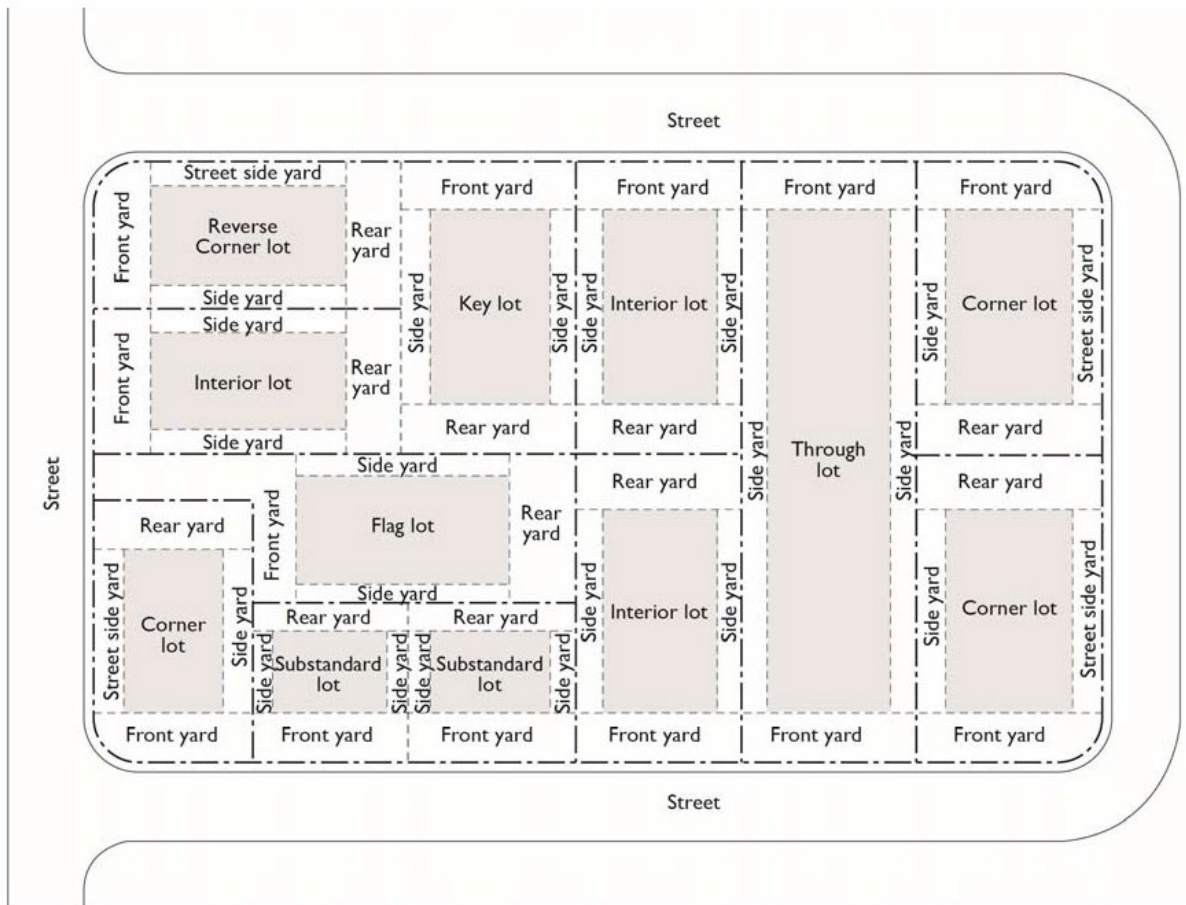 Street
Street side yard
Front yard
Reverse
Corner lot
Rear
yard
Side yard
Front yard
Side yard
Key lot
Side yard
Rear yard
Front yard
Side yard
Interior lot
Side yard
Rear yard
Front yard
Front yard
Side yard
Corner lot
Street side yard
Rear yard
Side yard
Front yard
Interior lot
Rear
yard
Side yard
Side yard
Through
lot
Side yard
Street
Side yard
Front yard
Flag lot
Rear
yard
Side yard
Rear yard
Street side yard
Corner
lot
Side yard
Front yard
Rear yard
Side yard
Substandard
lot
Side yard
Front yard
Rear yard
Side yard
Substandard
lot
Side yard
Front yard
Rear yard
Side yard
Interior lot
Side yard
Front yard
Front yard
Rear yard
Side yard
Corner lot
Street side yard
Front yard
Street